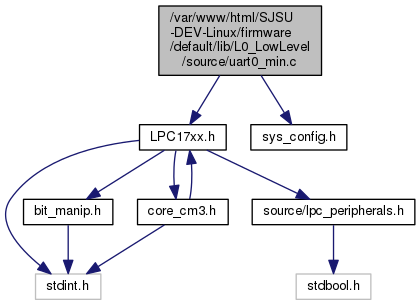 /var/www/html/SJSU
-DEV-Linux/firmware
/default/lib/L0_LowLevel
/source/uart0_min.c
LPC17xx.h
sys_config.h
bit_manip.h
core_cm3.h
source/lpc_peripherals.h
stdint.h
stdbool.h